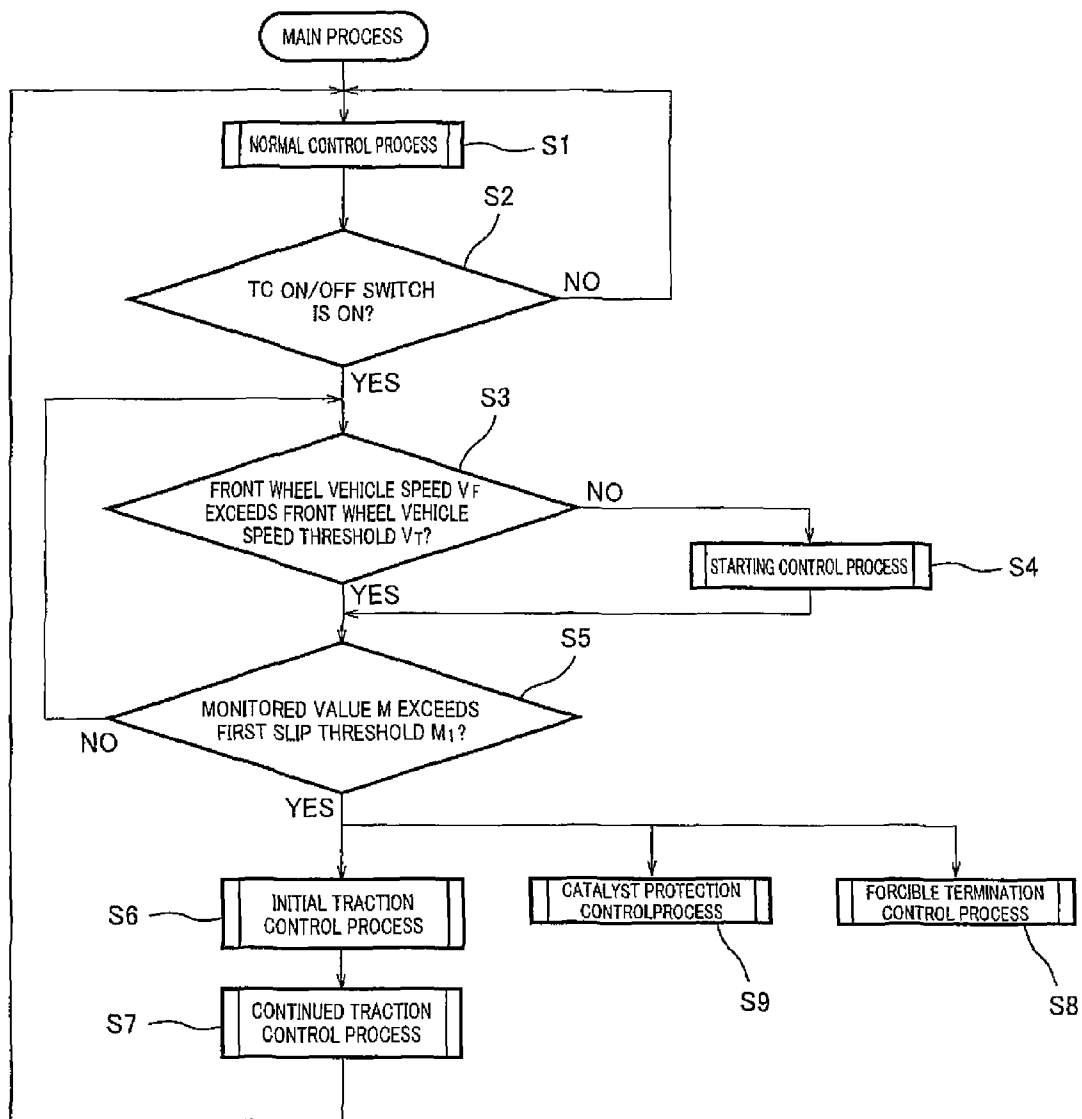 MAIN PROCESS
NORMAL CONTROL PROCESS
S1
S2
TC ON/OFF SWITCH
IS ON?
NO
YES
S3
FRONT WHEEL VEHICLE SPEED VF
EXCEEDS FRONT WHEEL VEHICLE
SPEED THRESHOLD VT?
NO
STARTING CONTROL PROCESS
S4
YES
S5
MONITORED VALUE M EXCEEDS
FIRST SLIP THRESHOLD M1?
NO
YES
S6
INITIAL TRACTION
CONTROL PROCESS
CATALYST PROTECTION
CONTROLPROCESS
FORCIBLE TERMINATION
CONTROL PROCESS
S9
S8
S7
CONTINUED TRACTION
CONTROL PROCESS